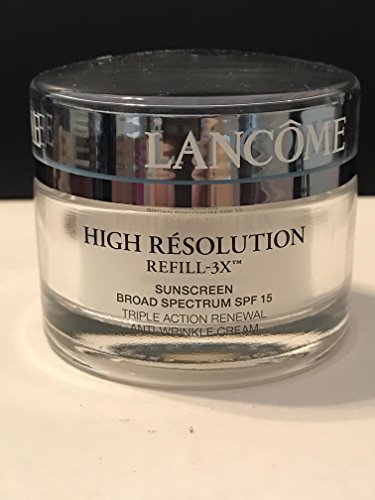 LANCÔME
HIGH RÉSOLUTION
REFILL-3X™
SUNSCREEN
BROAD SPECTRUM SPF 15
TRIPLE ACTION RENEWAL
ANTI-WRINKLE CREAM